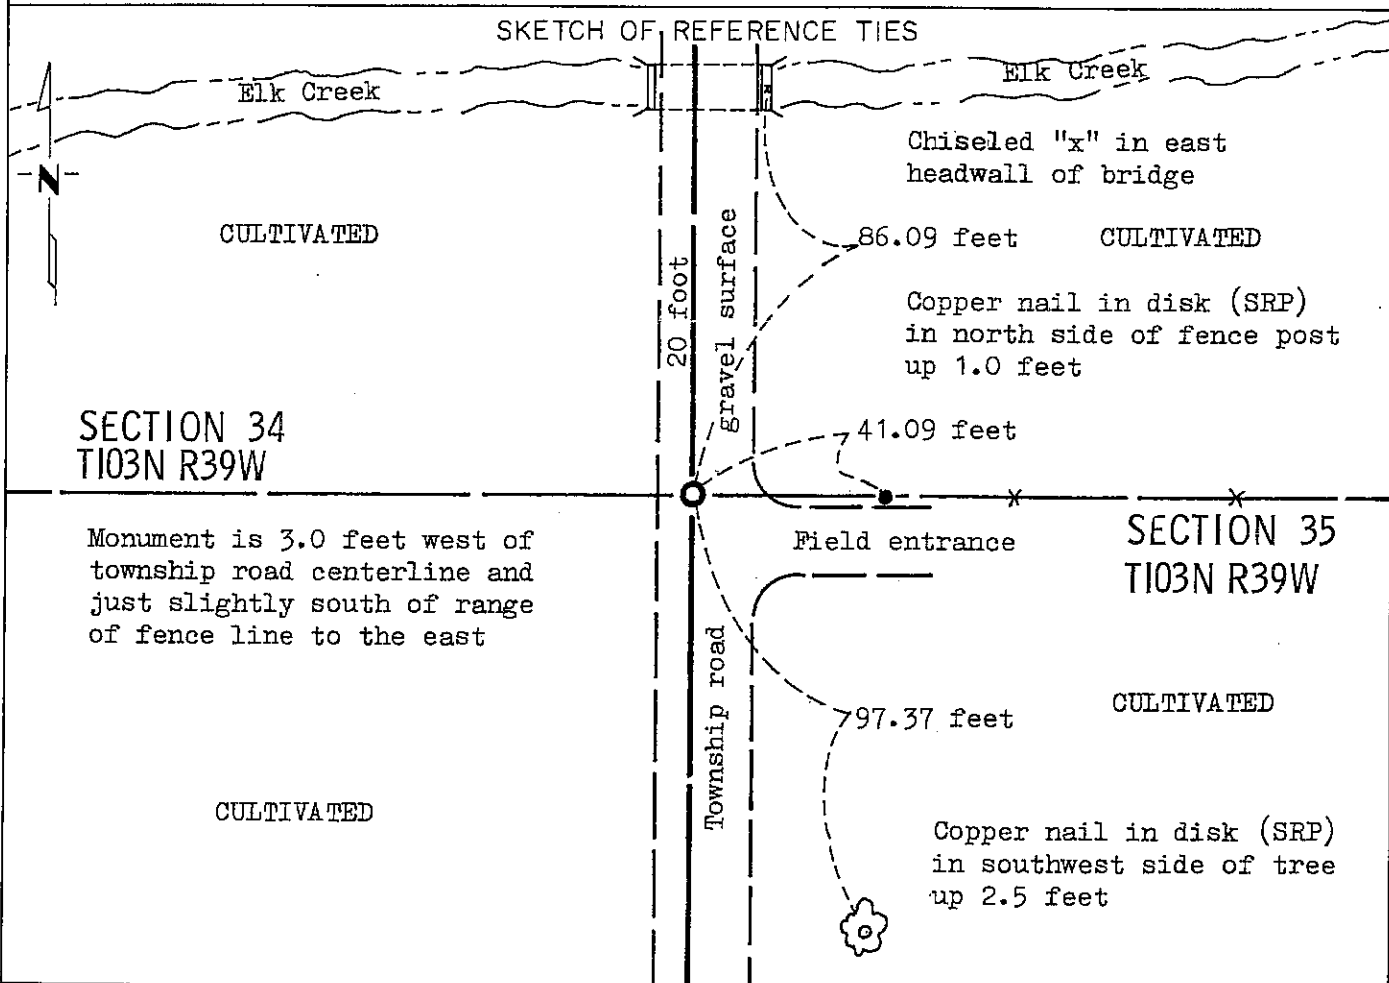 SKETCH OF REFERENCE TIES
Elk Creek
Elk Creek
N
Chiseled "x" in east
headwall of bridge
CULTIVATED
86.09 feet
CULTIVATED
20 foot
gravel surface
Copper nail in disk (SRP)
in north side of fence post
up 1.0 feet
SECTION 34
T103N R39W
41.09 feet
Monument is 3.0 feet west of
township road centerline and
just slightly south of range
of fence line to the east
Field entrance
SECTION 35
T103N R39W
Township road
97.37 feet
CULTIVATED
CULTIVATED
Copper nail in disk (SRP)
in southwest side of tree
up 2.5 feet